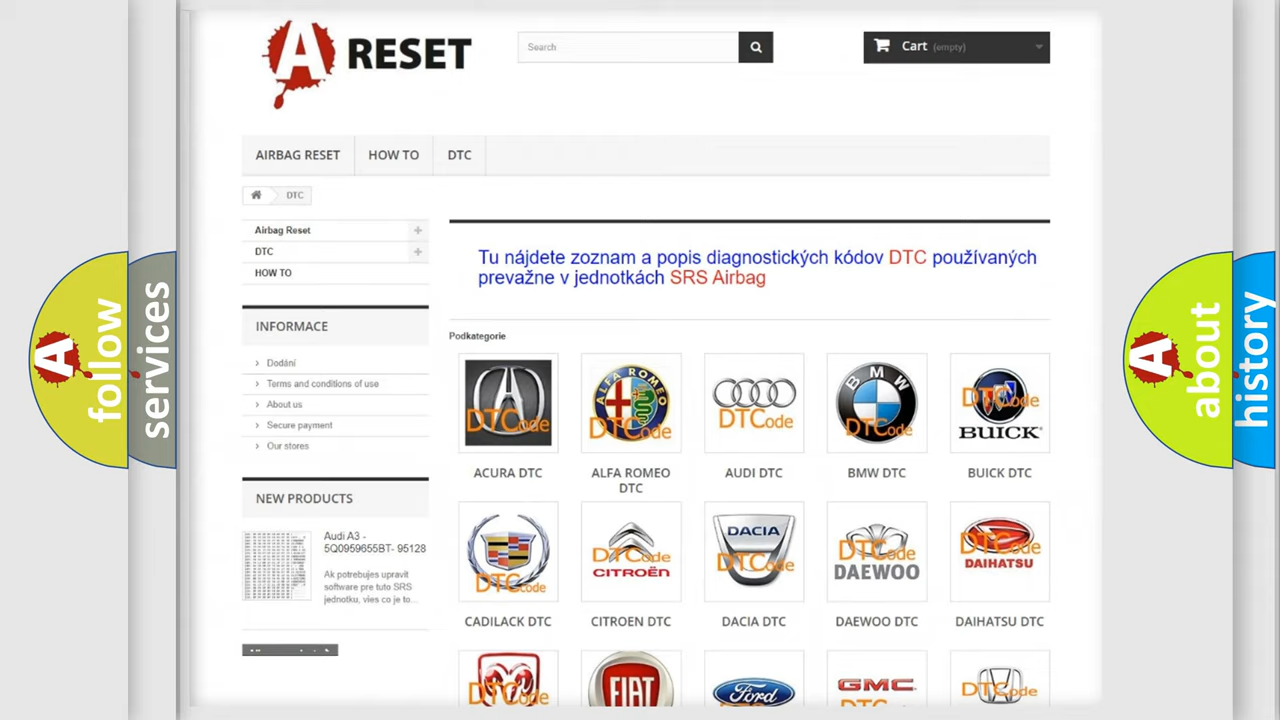 A RESET
Search
Cart (empty)
AIRBAG RESET
HOW TO
DTC
DTC
Airbag Reset
DTC
HOW TO
Tu nájdete zoznam a popis diagnostických kódov DTC používaných
prevažne v jednotkách SRS Airbag
INFORMACE
Dodání
Terms and conditions of use
About us
Secure payment
Our stores
NEW PRODUCTS
Audi A3 -
5Q0959655BT- 95128
Ak potrebujes upravit
software pre tuto SRS
jednotku, vies co je to...
Podkategorie
DTCode
ACURA DTC
ALFA ROMEO
DTCode
ALFA ROMEO
DTC
DTCode
AUDI DTC
BMW
DTCode
BMW DTC
DTCode
BUICK
BUICK DTC
DTCode
CADILACK DTC
DTCode
CITROËN
CITROEN DTC
DACIA
DTCode
DACIA DTC
DTCode
DAEWOO
DAEWOO DTC
DTCode
DAIHATSU
DAIHATSU DTC
DTCode
FIAT
Ford
GMC
DTCode
A follow
services
A about
history